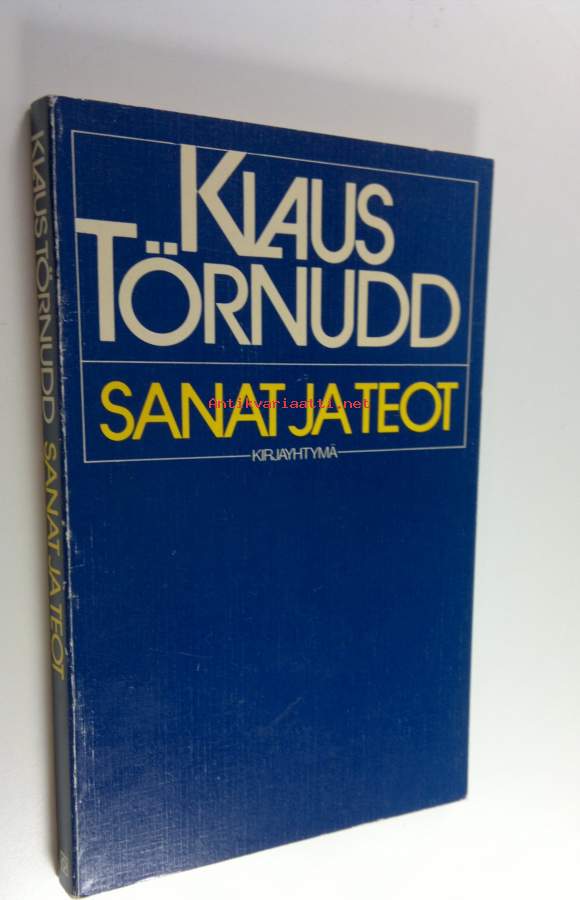 KLAUS TÖRNUDD SANAT JA TEOT
KLAUS
TÖRNUDD
SANAT JA TEOT
Antikvariaatti.net
KIRJAYHTYMÄ